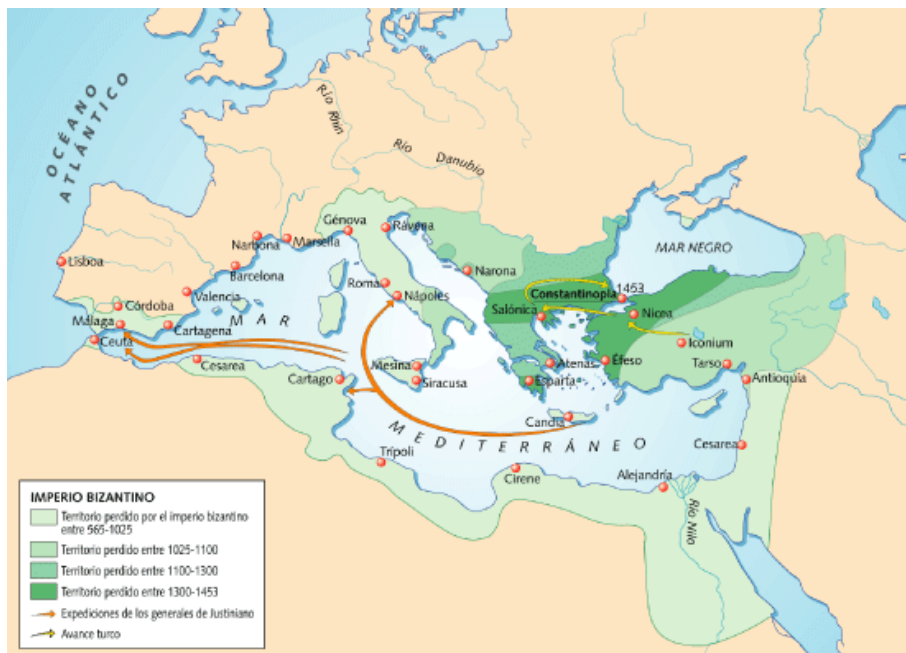 OCÉANO
ATLÁNTICO
Río Rhin
Río Danubio
Génova
Rávena
Narbona
Marsella
MAR NEGRO
Narona
Lisboa
Barcelona
Roma
Constantinopla
1453
Córdoba
Valencia
Nápoles
Salónica
Nicea
Málaga
Cartagena
MAR
Iconium
Ceuta
Cesarea
Mesina
Atenas
Éfeso
Tarso
Cartago
Siracusa
Esparta
Antioquía
Candia
MEDITERRÁNEO
Cesarea
Trípoli
Cirene
Alejandría
Río Nilo
IMPERIO BIZANTINO
Territorio perdido por el imperio bizantino
entre 565-1025
Territorio perdido entre 1025-1100
Territorio perdido entre 1100-1300
Territorio perdido entre 1300-1453
Expediciones de los generales de Justiniano
Avance turco